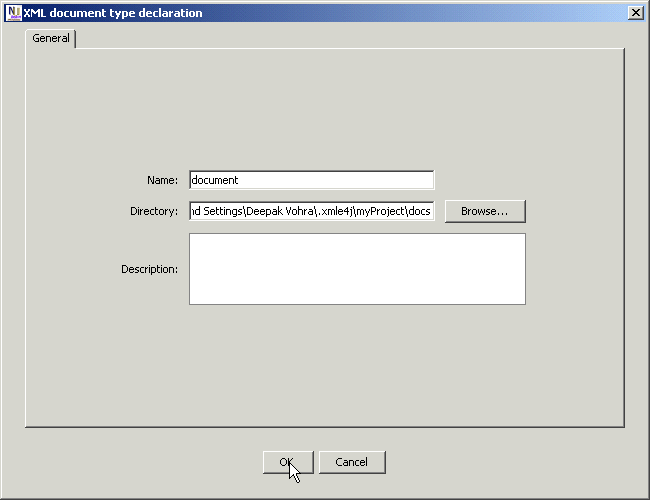 XML document type declaration
General
Name: document
Directory: nd Settings\Deepak Vohra\.xmle4j\myProject\docs Browse...
Description:
OK Cancel